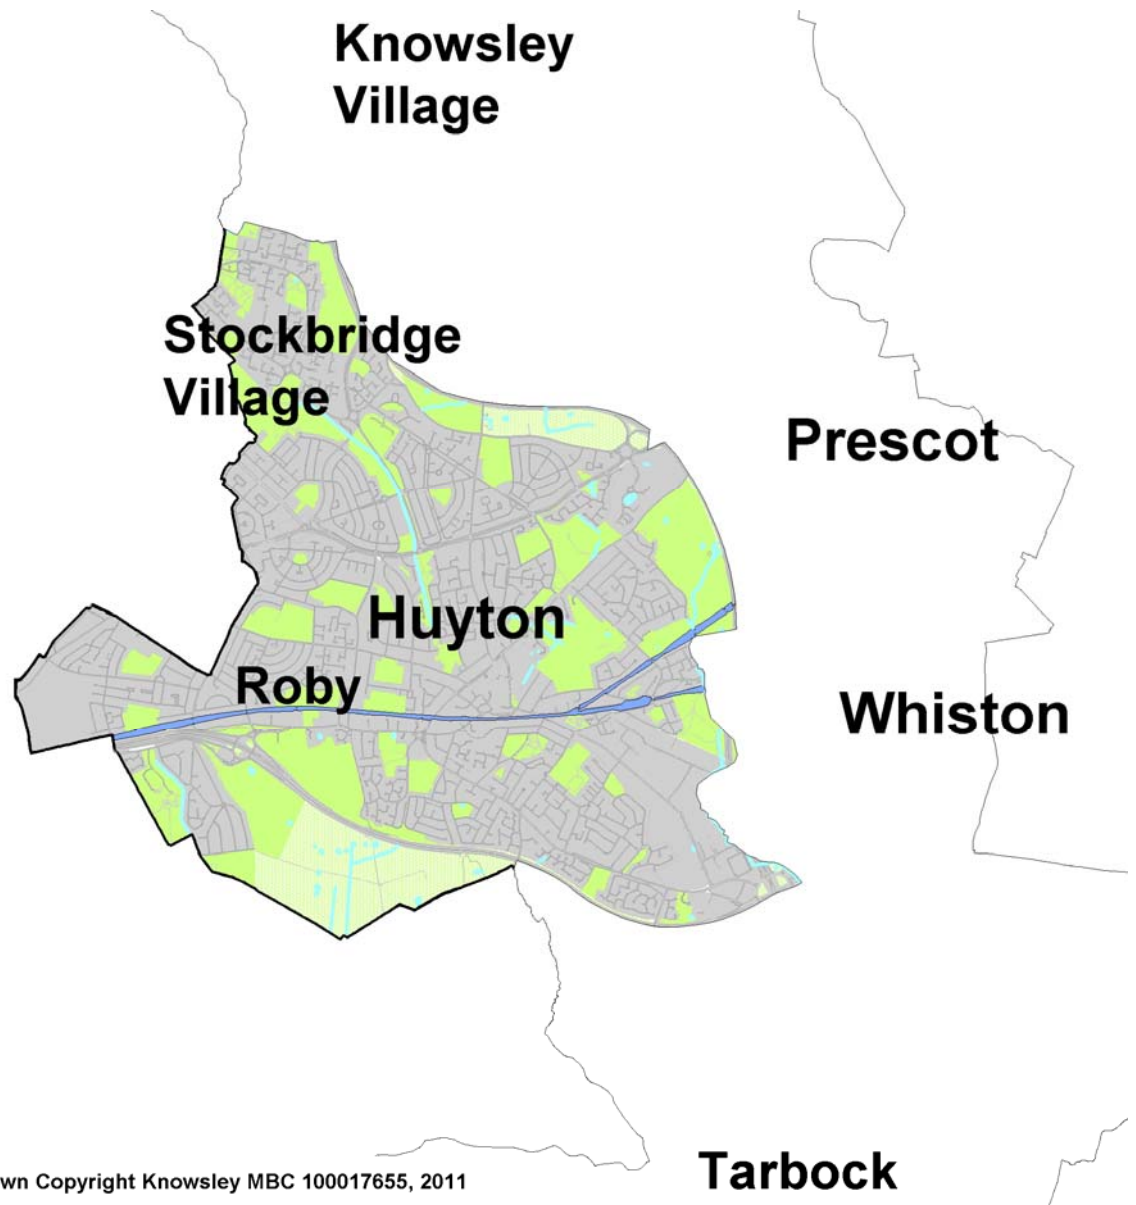 Knowsley
Village
Stockbridge
Village
Prescot
Huyton
Roby
Whiston
Tarbock
wn Copyright Knowsley MBC 100017655, 2011